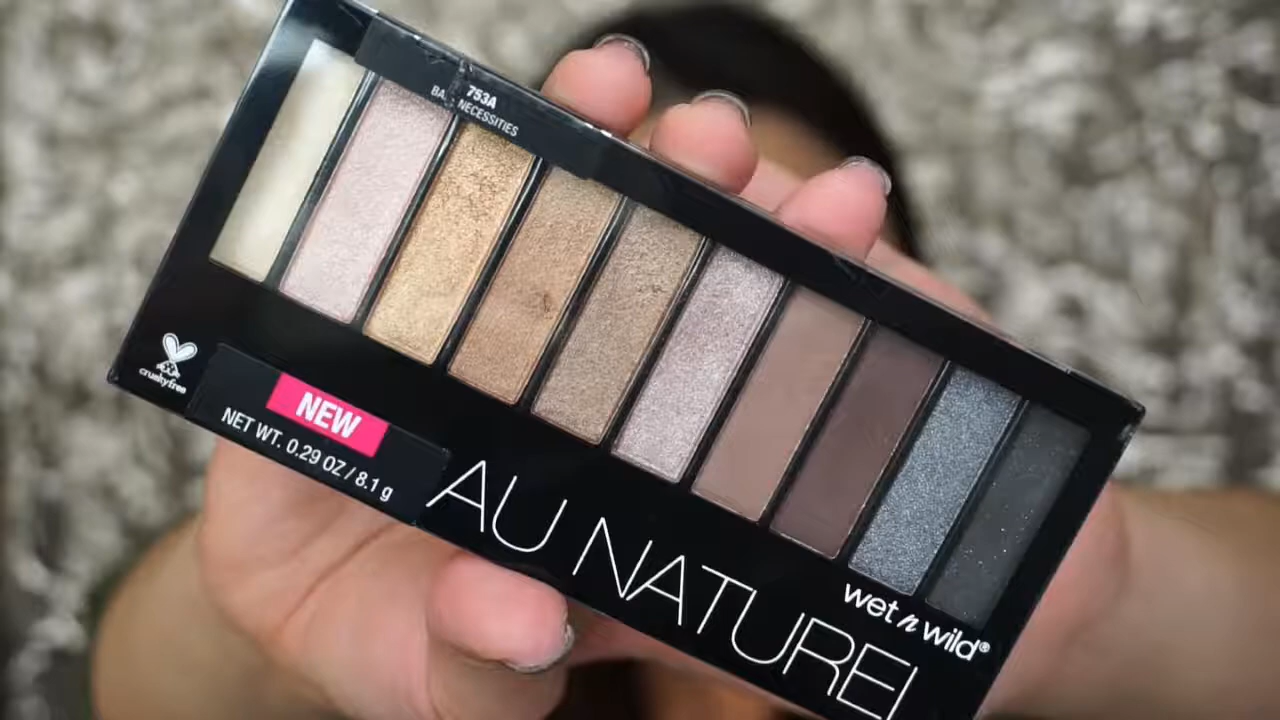 753A
NECESSITIES
crueltyfree
NEW
NET WT. 0.29 OZ / 8.1 g
AU NATUREL
wet n wild®